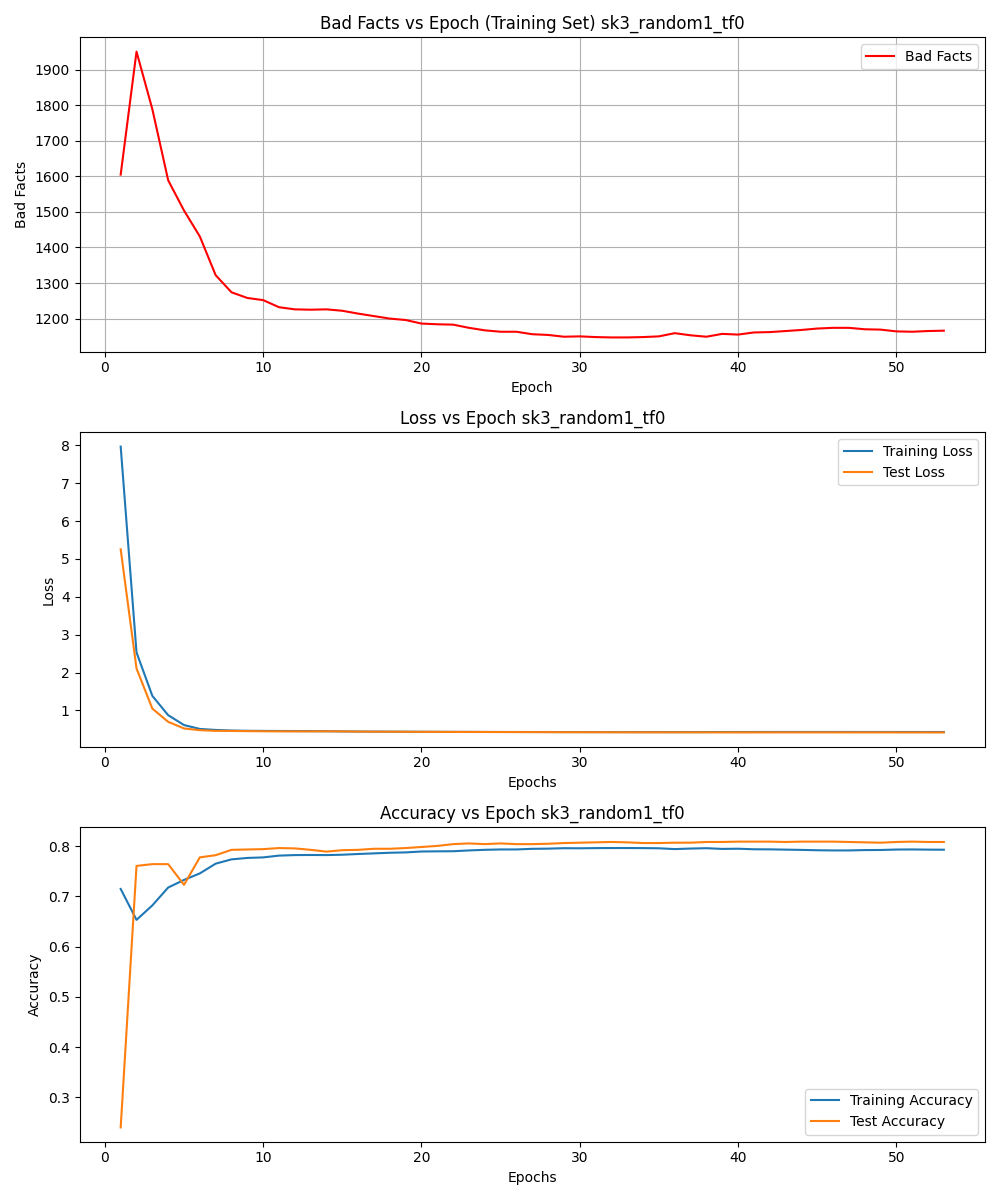 Bad Facts vs Epoch (Training Set) sk3_random1_tf0
Bad Facts
1900
1800
1700
1600
1500
1400
1300
1200
Bad Facts
0 10 20 30 40 50
Epoch
Loss vs Epoch sk3_random1_tf0
Training Loss
Test Loss
8
7
6
5
4
3
2
1
Loss
0 10 20 30 40 50
Epochs
Accuracy vs Epoch sk3_random1_tf0
0.8
0.7
0.6
0.5
0.4
0.3
Accuracy
Training Accuracy
Test Accuracy
0 10 20 30 40 50
Epochs